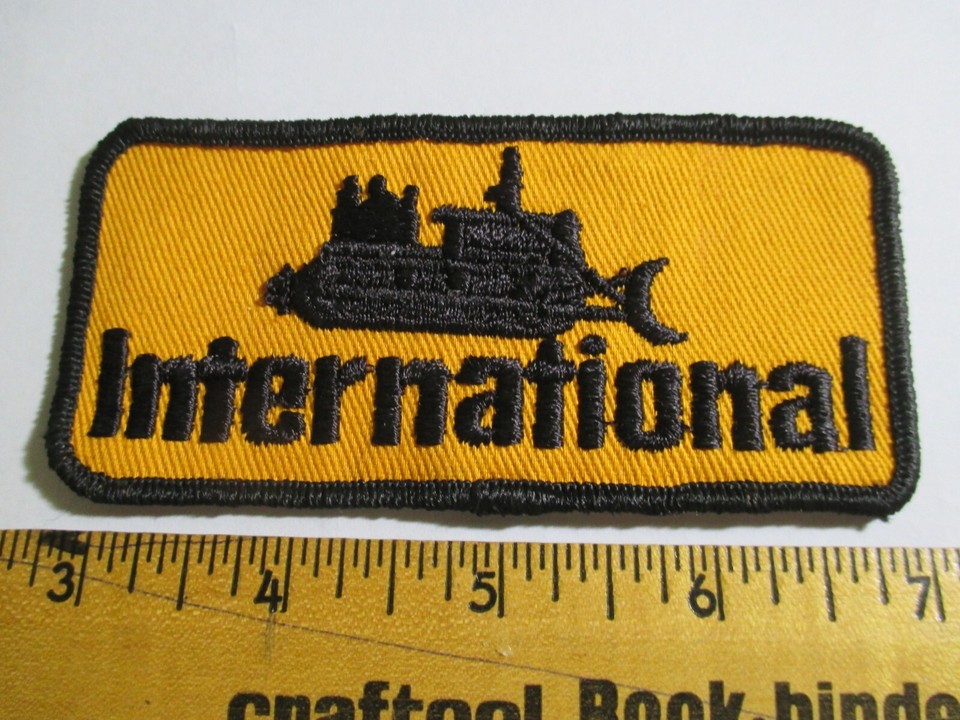 International
3 4 5 6 7
craftool Book-binde